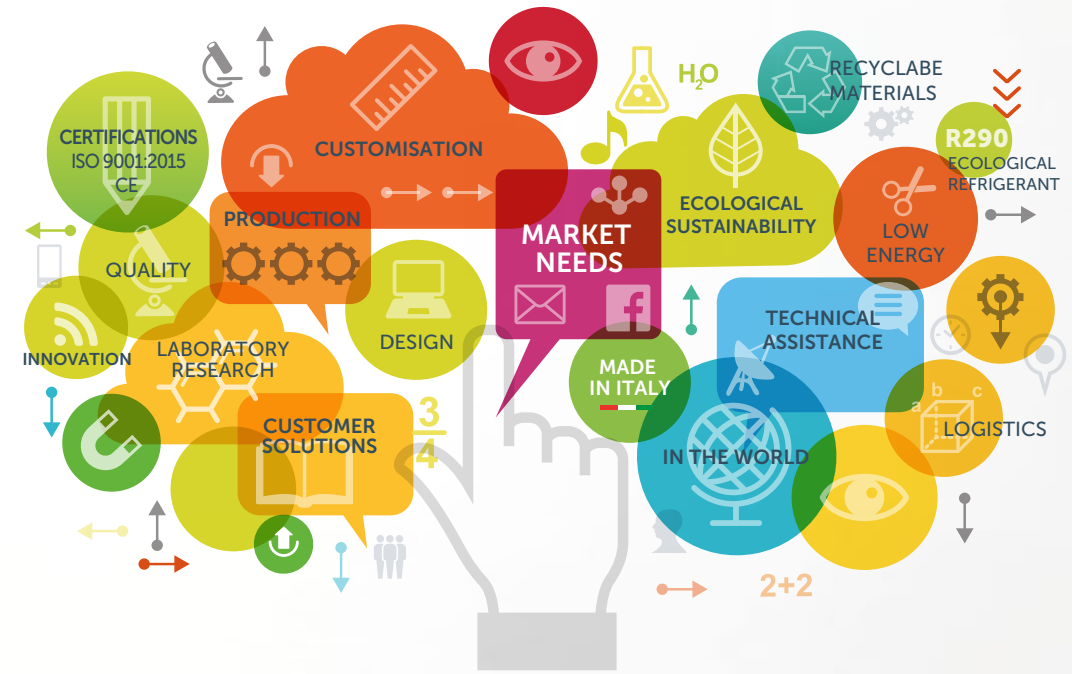 H2O
RECYCLABE
MATERIALS
CERTIFICATIONS
ISO 9001:2015
CE
CUSTOMISATION
R290
ECOLOGICAL
REFRIGERANT
PRODUCTION
MARKET
NEEDS
ECOLOGICAL
SUSTAINABILITY
LOW
ENERGY
QUALITY
INNOVATION
LABORATORY
RESEARCH
DESIGN
TECHNICAL
ASSISTANCE
MADE
IN ITALY
CUSTOMER
SOLUTIONS
3
4
IN THE WORLD
a b c
LOGISTICS
2+2
f